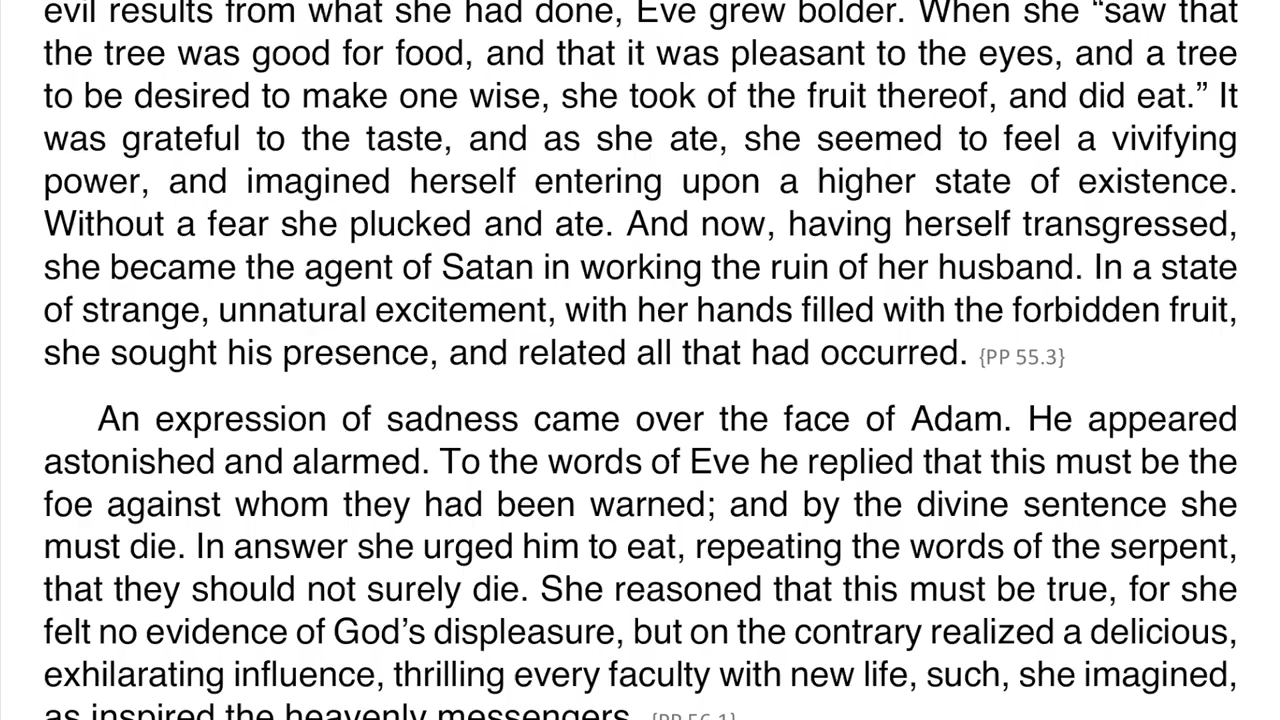 evil results from what she had done, Eve grew bolder. When she “saw that
the tree was good for food, and that it was pleasant to the eyes, and a tree
to be desired to make one wise, she took of the fruit thereof, and did eat.” It
was grateful to the taste, and as she ate, she seemed to feel a vivifying
power, and imagined herself entering upon a higher state of existence.
Without a fear she plucked and ate. And now, having herself transgressed,
she became the agent of Satan in working the ruin of her husband. In a state
of strange, unnatural excitement, with her hands filled with the forbidden fruit,
she sought his presence, and related all that had occurred. {PP 55.3}
An expression of sadness came over the face of Adam. He appeared
astonished and alarmed. To the words of Eve he replied that this must be the
foe against whom they had been warned; and by the divine sentence she
must die. In answer she urged him to eat, repeating the words of the serpent,
that they should not surely die. She reasoned that this must be true, for she
felt no evidence of God’s displeasure, but on the contrary realized a delicious,
exhilarating influence, thrilling every faculty with new life, such, she imagined,
as inspired the heavenly messengers. {PP 56.1}